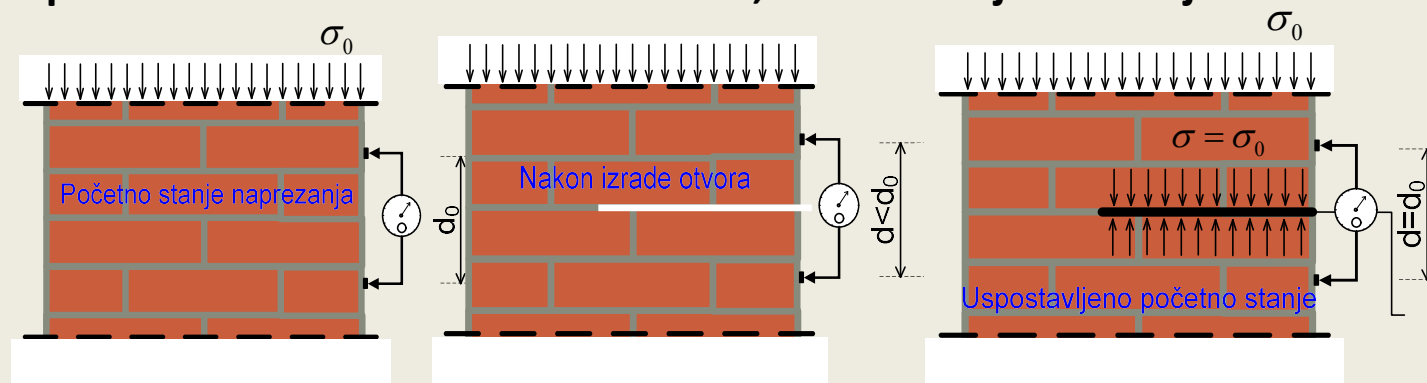 σ₀
Početno stanje naprezanja
d₀
Nakon izrade otvora
d<d₀
σ₀
σ = σ₀
Uspostavljeno početno stanje
d=d₀